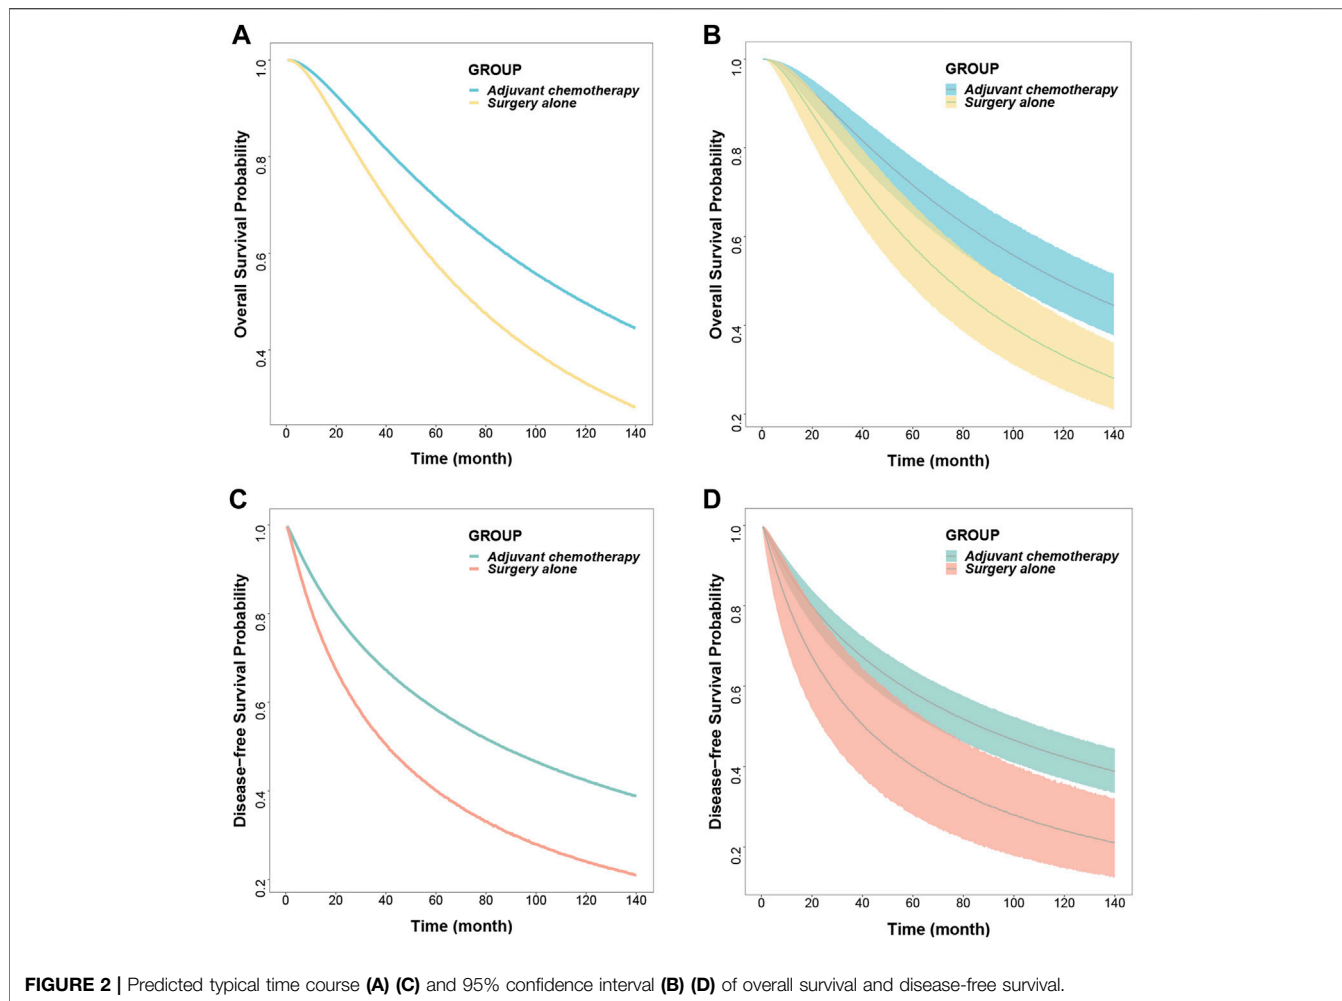 A
GROUP
Adjuvant chemotherapy
Surgery alone
Overall Survival Probability
1.0
0.8
0.6
0.4
0 20 40 60 80 100 120 140
Time (month)
B
GROUP
Adjuvant chemotherapy
Surgery alone
Overall Survival Probability
1.0
0.8
0.6
0.4
0.2
0 20 40 60 80 100 120 140
Time (month)
C
GROUP
Adjuvant chemotherapy
Surgery alone
Disease−free Survival Probability
1.0
0.8
0.6
0.4
0.2
0 20 40 60 80 100 120 140
Time (month)
D
GROUP
Adjuvant chemotherapy
Surgery alone
Disease−free Survival Probability
1.0
0.8
0.6
0.4
0.2
0 20 40 60 80 100 120 140
Time (month)
FIGURE 2 | Predicted typical time course (A) (C) and 95% confidence interval (B) (D) of overall survival and disease-free survival.